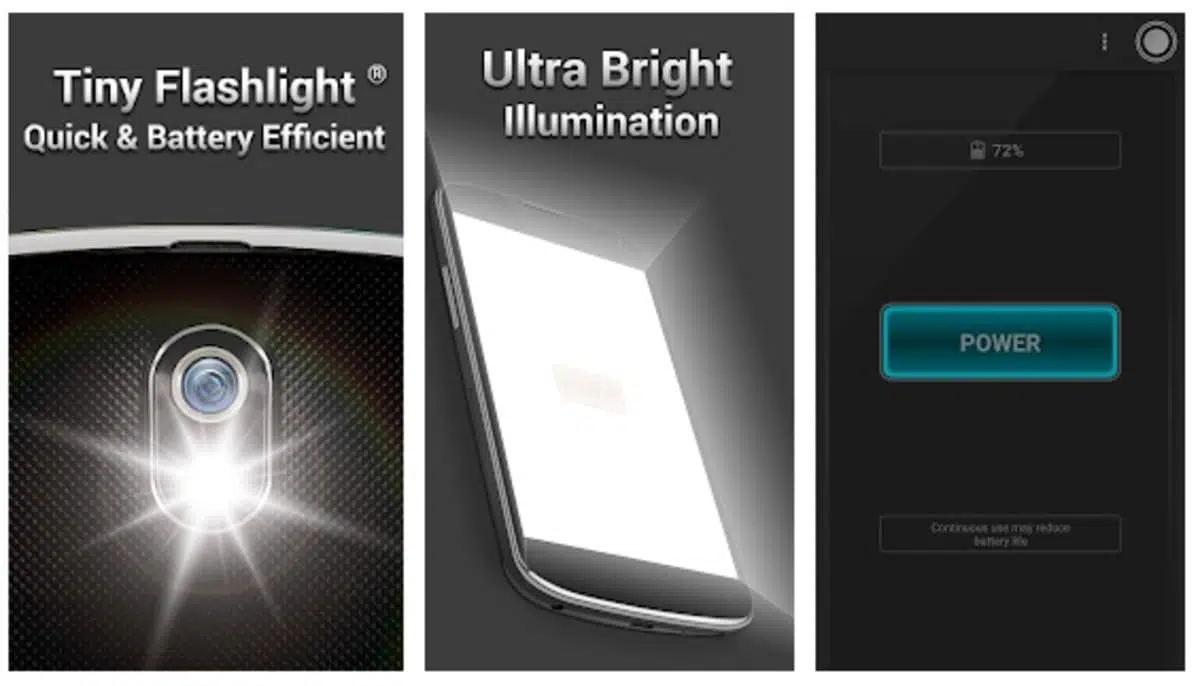 Tiny Flashlight ®
Quick & Battery Efficient
Ultra Bright
Illumination
72%
POWER
Continuous use may reduce
battery life